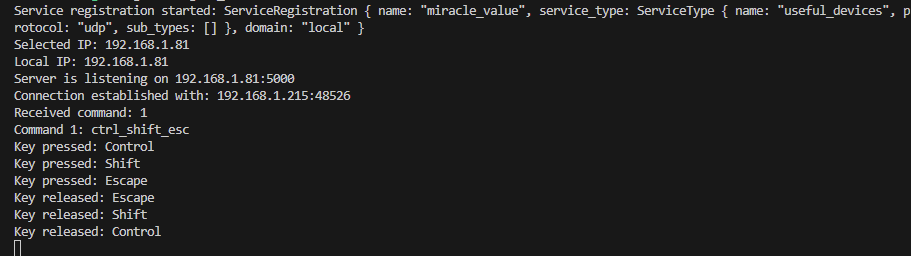 Service registration started: ServiceRegistration { name: "miracle_value", service_type: ServiceType { name: "useful_devices", p
rotocol: "udp", sub_types: [] }, domain: "local" }
Selected IP: 192.168.1.81
Local IP: 192.168.1.81
Server is listening on 192.168.1.81:5000
Connection established with: 192.168.1.215:48526
Received command: 1
Command 1: ctrl_shift_esc
Key pressed: Control
Key pressed: Shift
Key pressed: Escape
Key released: Escape
Key released: Shift
Key released: Control